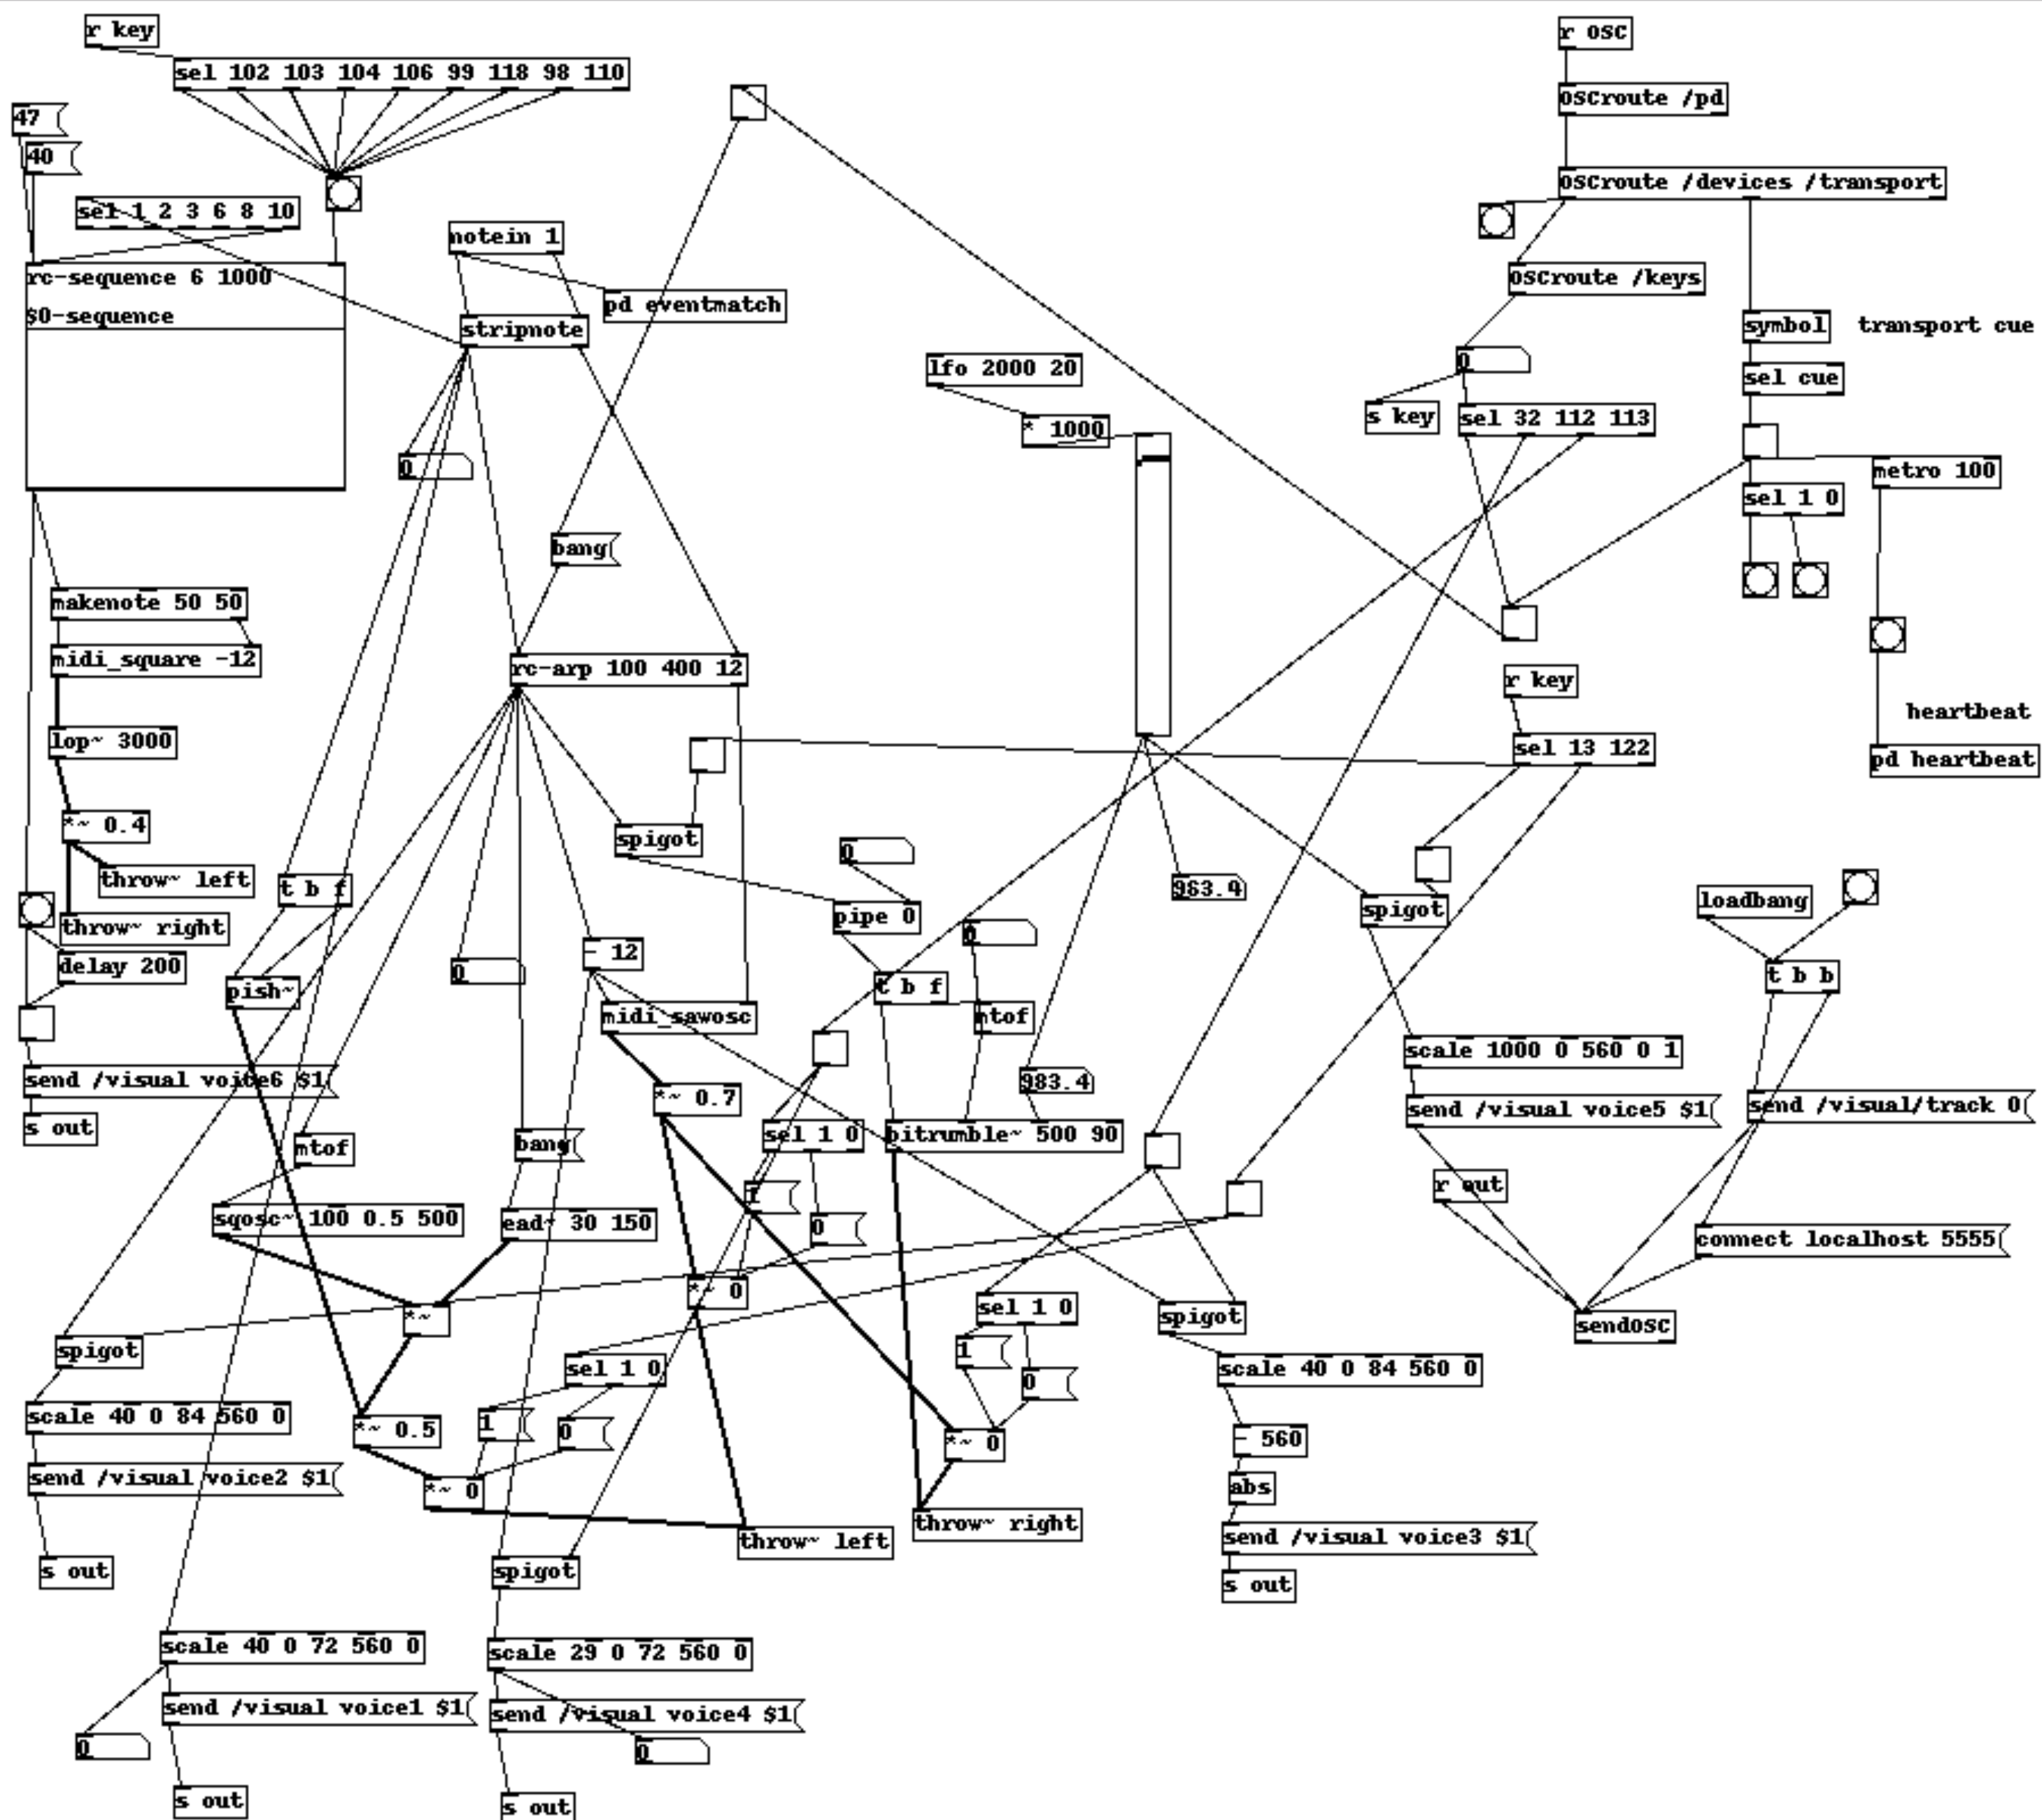 r key
r OSC
sel 102 103 104 106 99 118 98 110
OSCroute /pd
47
40
OSCroute /devices /transport
sel 1 2 3 6 8 10
notein 1
rc-sequence 6 1000
OSCroute /keys
pd eventmatch
$0-sequence
stripnote
symbol
transport cue
lfo 2000 20
0
sel cue
s key
sel 32 112 113
* 1000
0
metro 100
sel 1 0
bang
makenote 50 50
midi_square -12
rc-arp 100 400 12
r key
heartbeat
lop~ 3000
sel 13 122
pd heartbeat
*~ 0.4
spigot
0
throw~ left
t b f
983.4
loadbang
spigot
pipe 0
throw~ right
0
- 12
delay 200
0
t b b
pish~
t b f
midi_sawosc
mtof
scale 1000 0 560 0 1
send /visual voice6 $1
983.4
*~ 0.7
send /visual voice5 $1
send /visual/track 0
s out
mtof
bang
sel 1 0
bitrumble~ 500 90
r out
1
sqosc~ 100 0.5 500
ead~ 30 150
0
connect localhost 5555
*~ 0
sel 1 0
*~
spigot
sendOSC
spigot
1
sel 1 0
scale 40 0 84 560 0
0
scale 40 0 84 560 0
1
0
*~ 0.5
*~ 0
- 560
send /visual voice2 $1
*~ 0
abs
throw~ right
send /visual voice3 $1
throw~ left
s out
spigot
s out
scale 40 0 72 560 0
scale 29 0 72 560 0
send /visual voice1 $1
send /visual voice4 $1
0
0
s out
s out